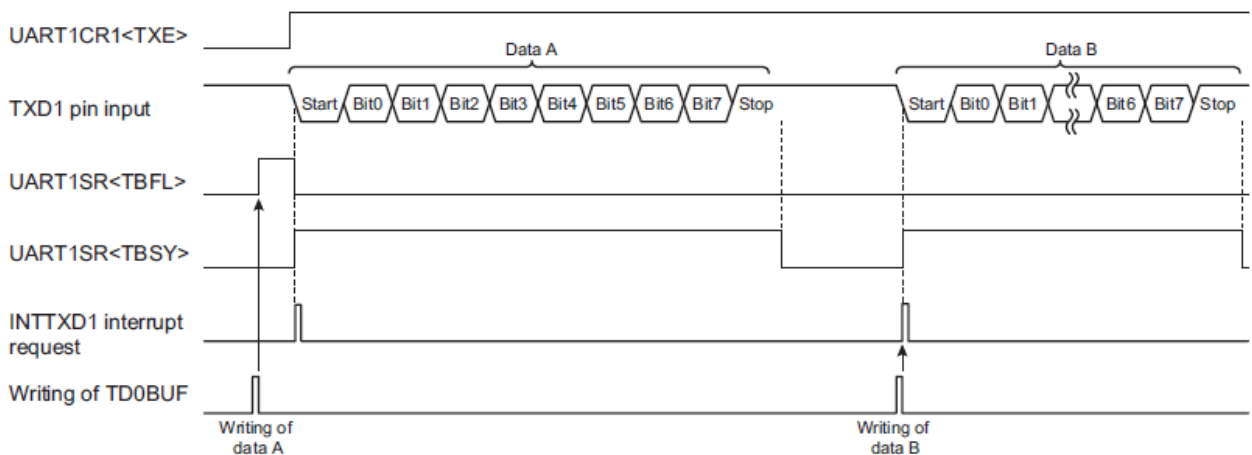 UART1CR1<TXE>
Data A
Data B
TXD1 pin input
Start Bit0 Bit1 Bit2 Bit3 Bit4 Bit5 Bit6 Bit7 Stop
Start Bit0 Bit1 Bit6 Bit7 Stop
UART1SR<TBFL>
UART1SR<TBSY>
INTTXD1 interrupt
request
Writing of TD0BUF
Writing of
data A
Writing of
data B